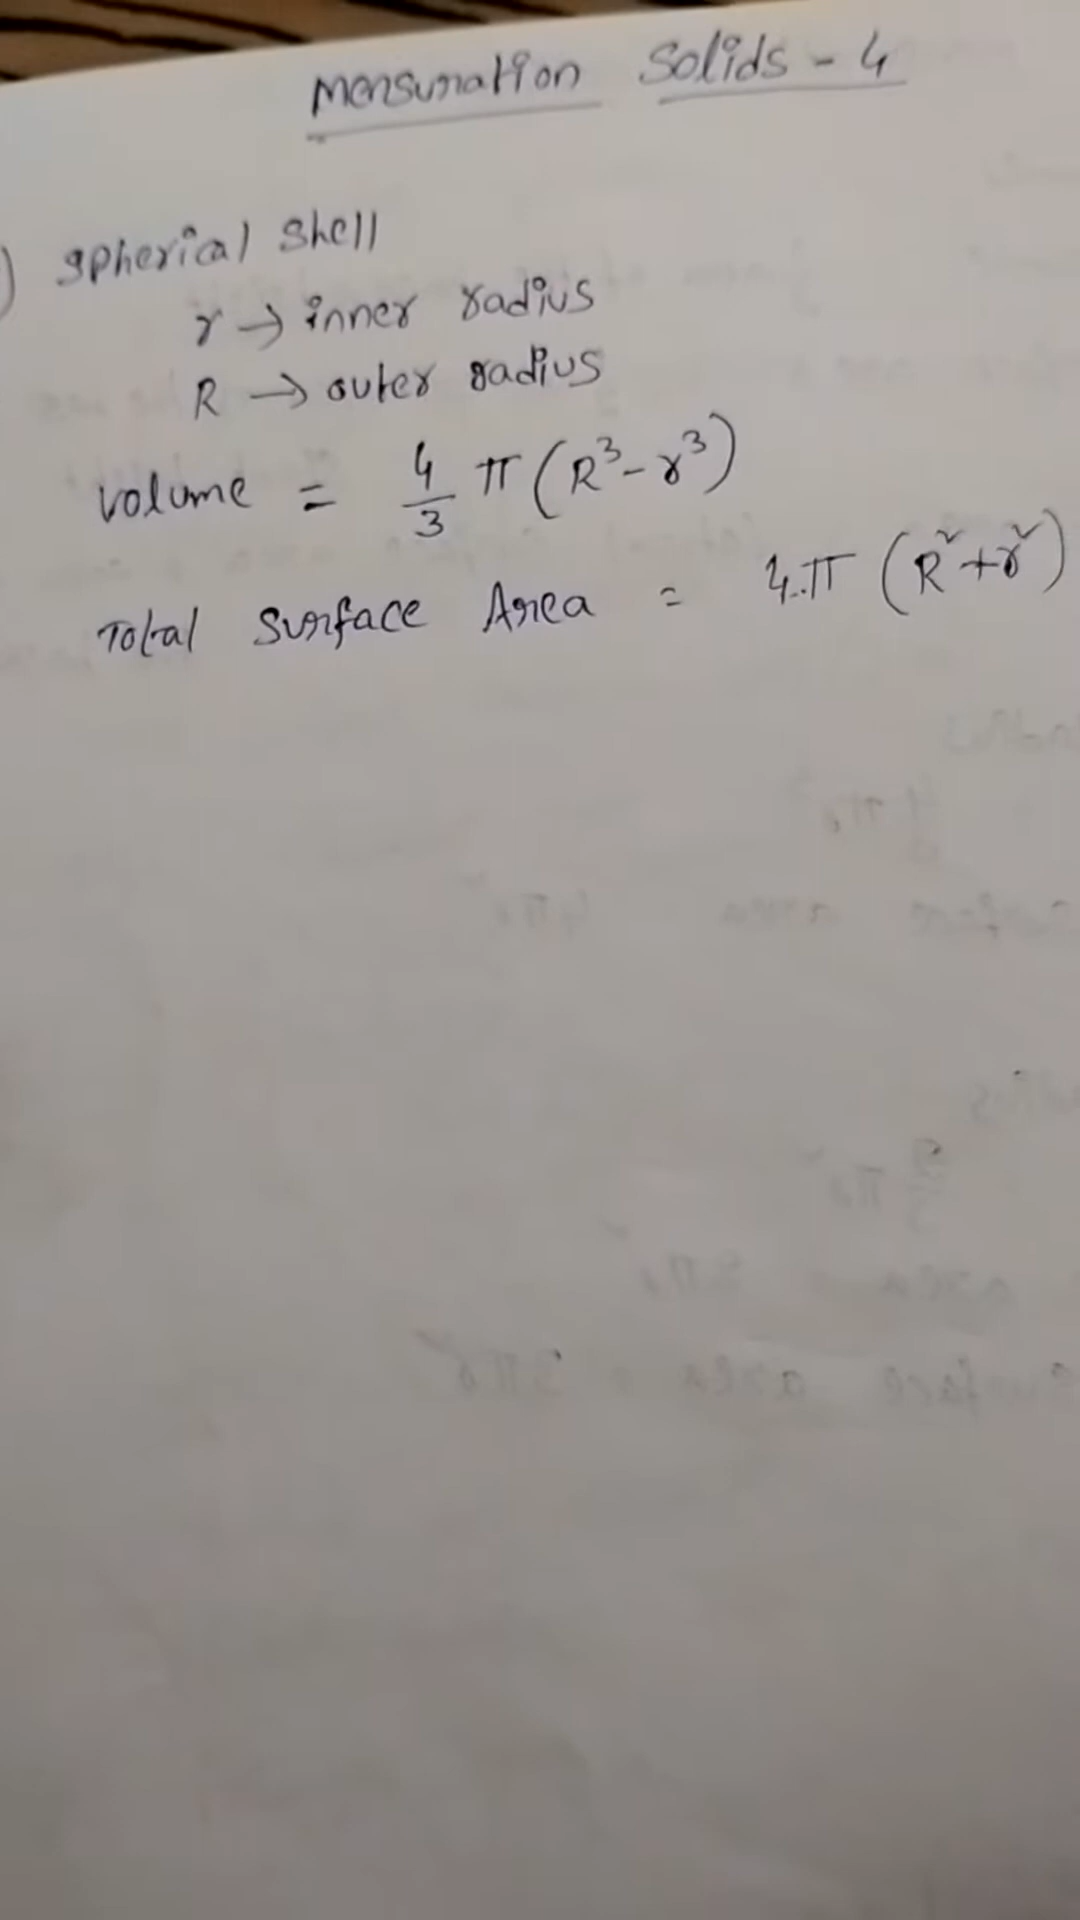 Mensuration Solids - 4
) Spherical Shell
r → inner radius
R → outer radius
Volume = 4/3 π (R³ - r³)
Total Surface Area = 4π (R² + r²)